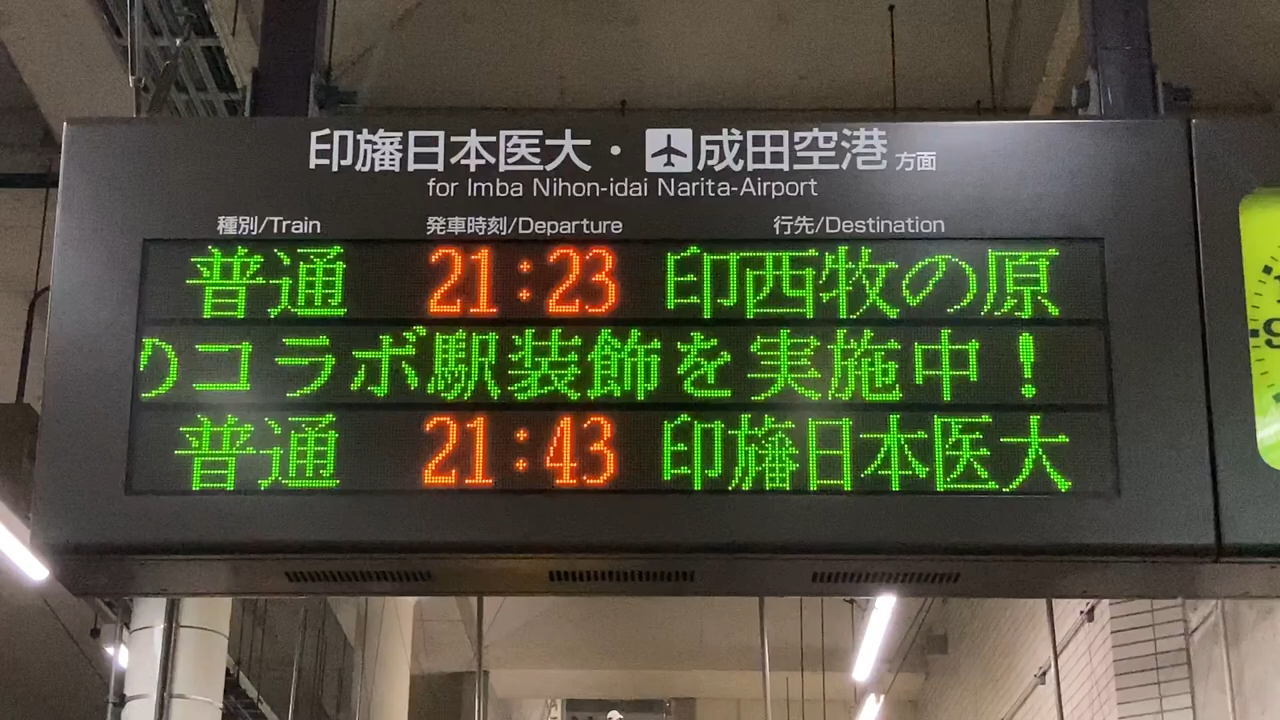 印旛日本医大・成田空港 方面
for Imba Nihon-idai Narita-Airport
種別/Train 発車時刻/Departure 行先/Destination
普通 21:23 印西牧の原
りコラボ駅装飾を実施中！
普通 21:43 印旛日本医大